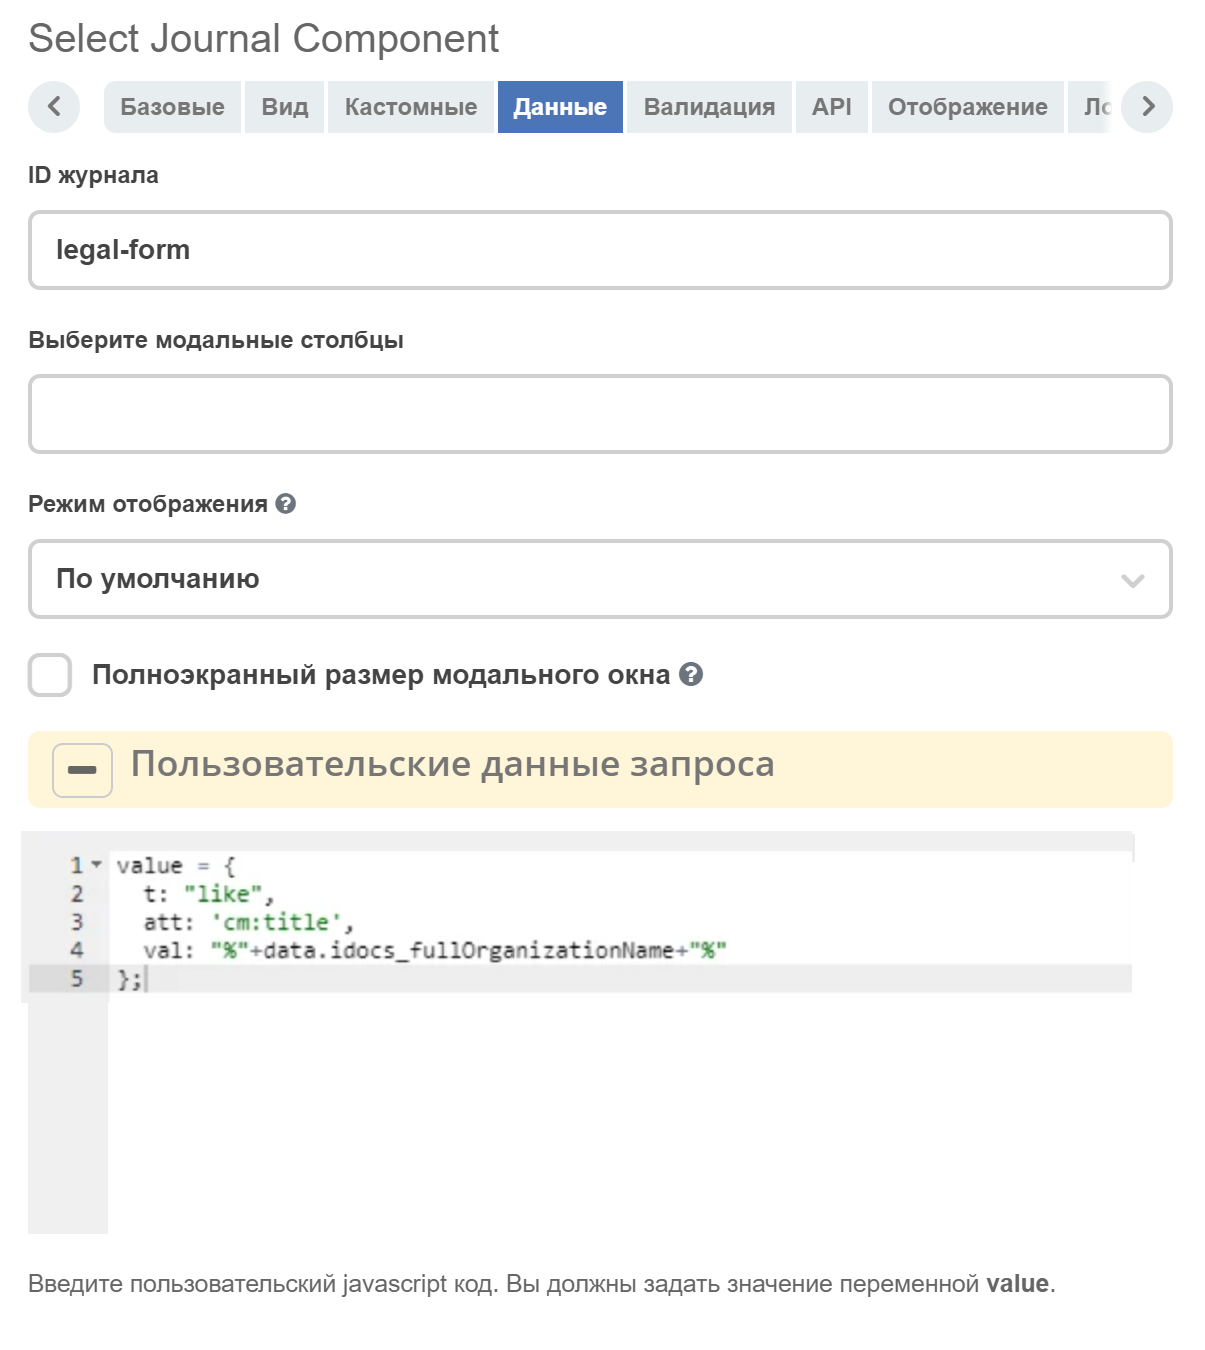 Select Journal Component
Базовые Вид Кастомные Данные Валидация API Отображение Ло
ID журнала
legal-form
Выберите модальные столбцы
Режим отображения
По умолчанию
Полноэкранный размер модального окна
Пользовательские данные запроса
1 value = {
2 t: "like",
3 att: 'cm:title',
4 val: "%"+data.idocs_fullOrganizationName+"%"
5 };
Введите пользовательский javascript код. Вы должны задать значение переменной value.